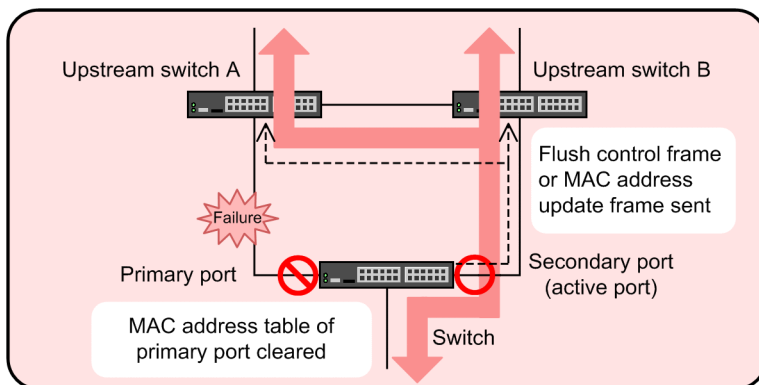 Upstream switch A
Upstream switch B
Flush control frame
or MAC address
update frame sent
Failure
Primary port
Secondary port
(active port)
MAC address table of
primary port cleared
Switch